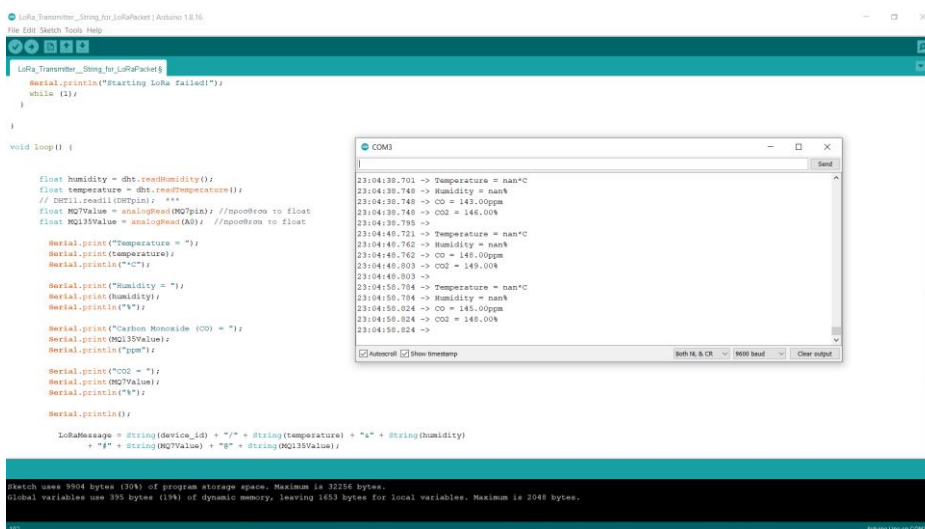 LoRa_Transmitter__String_for_LoRaPacket | Arduino 1.8.16
File Edit Sketch Tools Help
LoRa_Transmitter__String_for_LoRaPacket §
Serial.println("Starting LoRa failed!");
while (1);
}
}
void loop() {
float humidity = dht.readHumidity();
float temperature = dht.readTemperature();
// DHT11.read11(DHTpin); ***
float MQ7Value = analogRead(MQ7pin); //προσθεσα το float
float MQ135Value = analogRead(A0); //προσθεσα το float
Serial.print("Temperature = ");
Serial.print(temperature);
Serial.println("*C");
Serial.print("Humidity = ");
Serial.print(humidity);
Serial.println("%");
Serial.print("Carbon Monoxide (CO) = ");
Serial.print(MQ135Value);
Serial.println("ppm");
Serial.print("CO2 = ");
Serial.print(MQ7Value);
Serial.println("%");
Serial.println();
LoRaMessage = String(device_id) + "/" + String(temperature) + "&" + String(humidity)
+ "#" + String(MQ7Value) + "@" + String(MQ135Value);
COM3
Send
23:04:38.701 -> Temperature = nan*C
23:04:38.748 -> Humidity = nan%
23:04:38.748 -> CO = 143.00ppm
23:04:38.748 -> CO2 = 146.00%
23:04:38.795 ->
23:04:48.721 -> Temperature = nan*C
23:04:48.762 -> Humidity = nan%
23:04:48.762 -> CO = 148.00ppm
23:04:48.803 -> CO2 = 149.00%
23:04:48.803 ->
23:04:58.784 -> Temperature = nan*C
23:04:58.784 -> Humidity = nan%
23:04:58.824 -> CO = 145.00ppm
23:04:58.824 -> CO2 = 148.00%
23:04:58.824 ->
Autoscroll Show timestamp Both NL & CR 9600 baud Clear output
Sketch uses 9904 bytes (30%) of program storage space. Maximum is 32256 bytes.
Global variables use 395 bytes (19%) of dynamic memory, leaving 1653 bytes for local variables. Maximum is 2048 bytes.